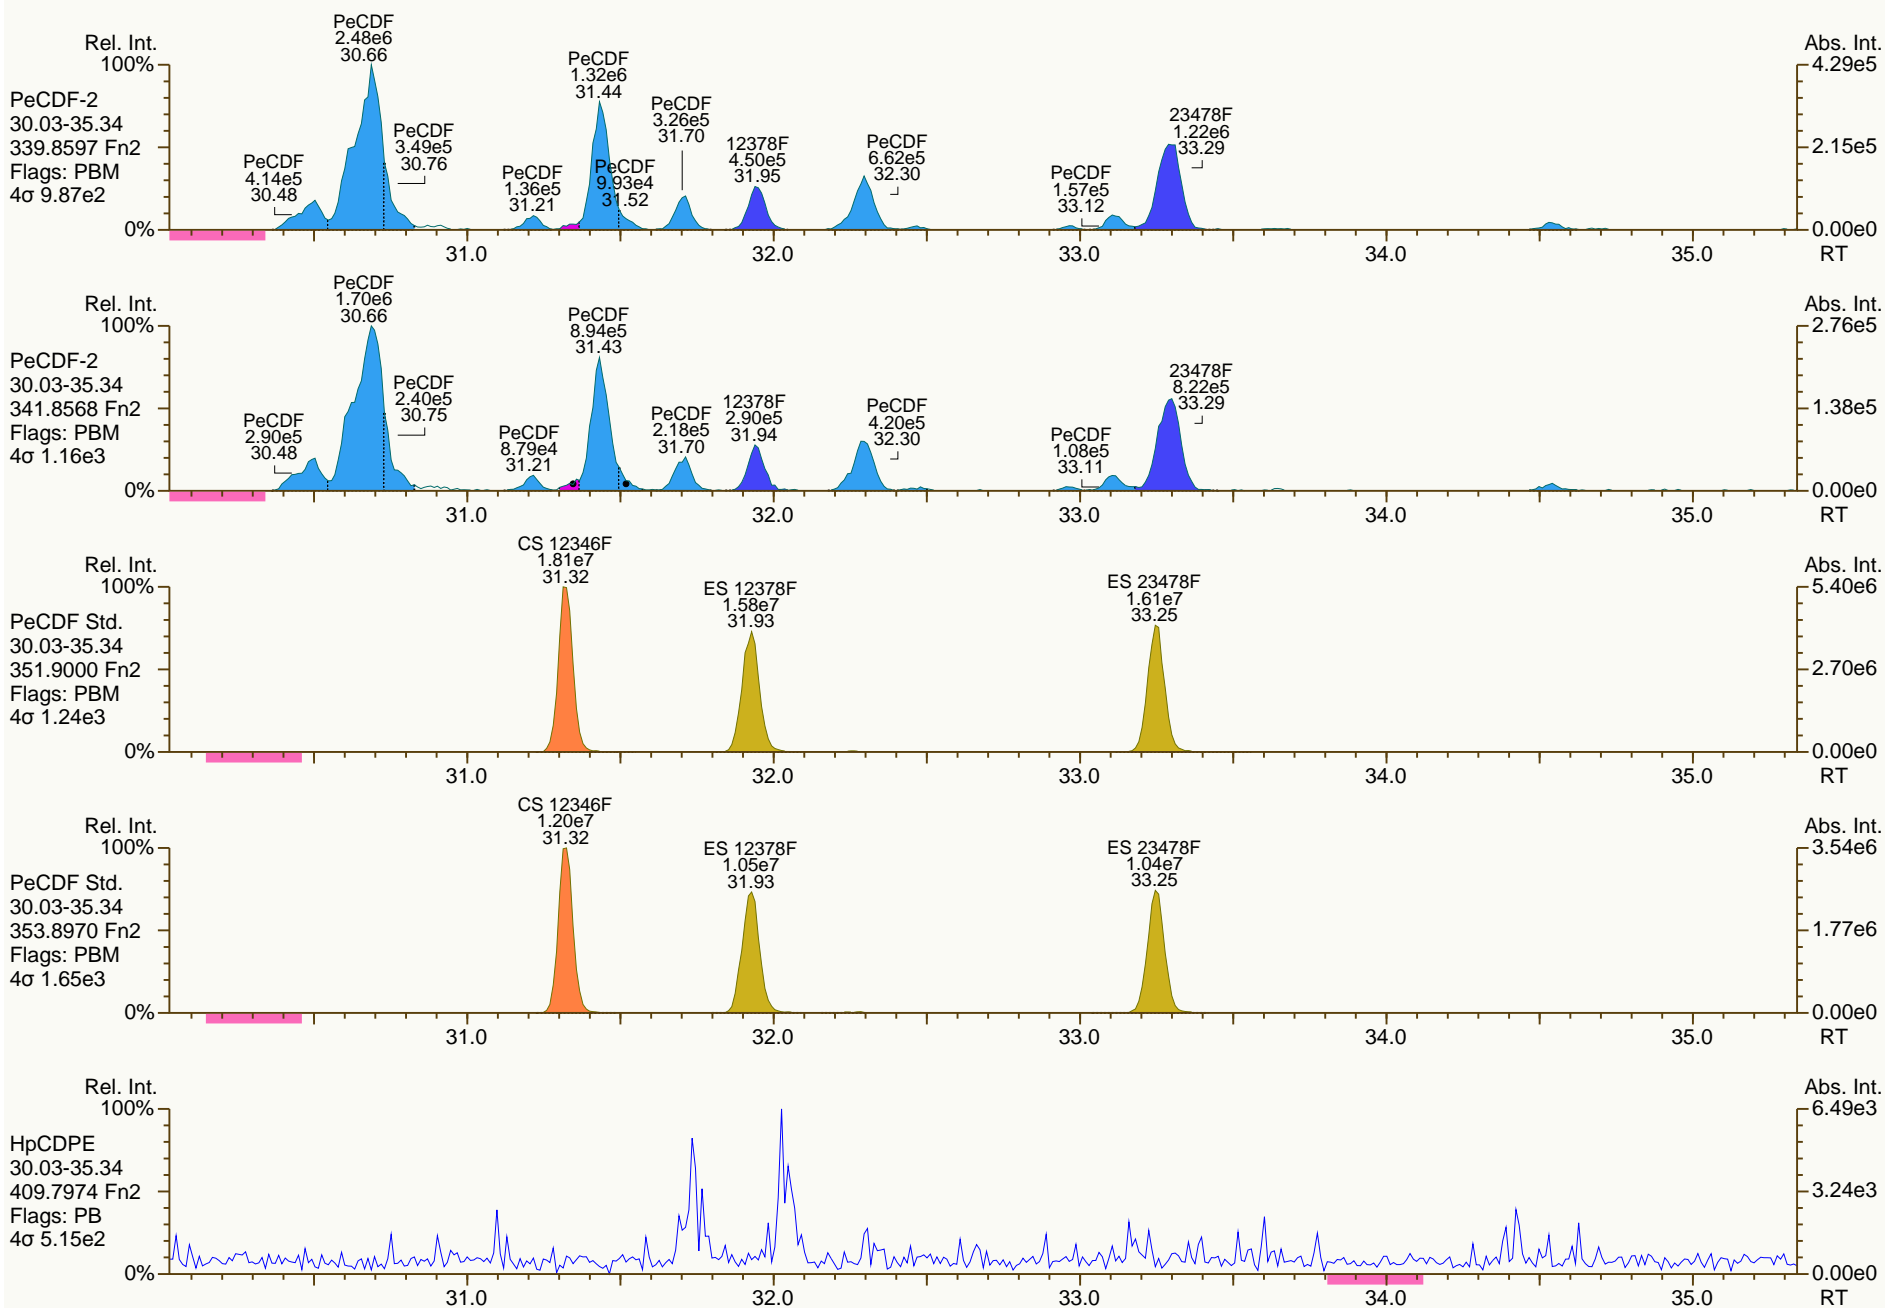 PeCDF
2.48e6
30.66
Rel. Int.
100%
0%
PeCDF-2
30.03-35.34
339.8597 Fn2
Flags: PBM
4σ 9.87e2
PeCDF
4.14e5
30.48
PeCDF
3.49e5
30.76
PeCDF
1.36e5
31.21
PeCDF
1.32e6
31.44
PeCDF
9.93e4
31.52
PeCDF
3.26e5
31.70
12378F
4.50e5
31.95
PeCDF
6.62e5
32.30
PeCDF
1.57e5
33.12
23478F
1.22e6
33.29
Abs. Int.
4.29e5
2.15e5
0.00e0
31.0 32.0 33.0 34.0 35.0 RT
PeCDF
1.70e6
30.66
Rel. Int.
100%
0%
PeCDF-2
30.03-35.34
341.8568 Fn2
Flags: PBM
4σ 1.16e3
PeCDF
2.90e5
30.48
PeCDF
2.40e5
30.75
PeCDF
8.79e4
31.21
PeCDF
8.94e5
31.43
PeCDF
2.18e5
31.70
12378F
2.90e5
31.94
PeCDF
4.20e5
32.30
PeCDF
1.08e5
33.11
23478F
8.22e5
33.29
Abs. Int.
2.76e5
1.38e5
0.00e0
31.0 32.0 33.0 34.0 35.0 RT
Rel. Int.
100%
0%
PeCDF Std.
30.03-35.34
351.9000 Fn2
Flags: PBM
4σ 1.24e3
CS 12346F
1.81e7
31.32
ES 12378F
1.58e7
31.93
ES 23478F
1.61e7
33.25
Abs. Int.
5.40e6
2.70e6
0.00e0
31.0 32.0 33.0 34.0 35.0 RT
Rel. Int.
100%
0%
PeCDF Std.
30.03-35.34
353.8970 Fn2
Flags: PBM
4σ 1.65e3
CS 12346F
1.20e7
31.32
ES 12378F
1.05e7
31.93
ES 23478F
1.04e7
33.25
Abs. Int.
3.54e6
1.77e6
0.00e0
31.0 32.0 33.0 34.0 35.0 RT
Rel. Int.
100%
0%
HpCDPE
30.03-35.34
409.7974 Fn2
Flags: PB
4σ 5.15e2
Abs. Int.
6.49e3
3.24e3
0.00e0
31.0 32.0 33.0 34.0 35.0 RT